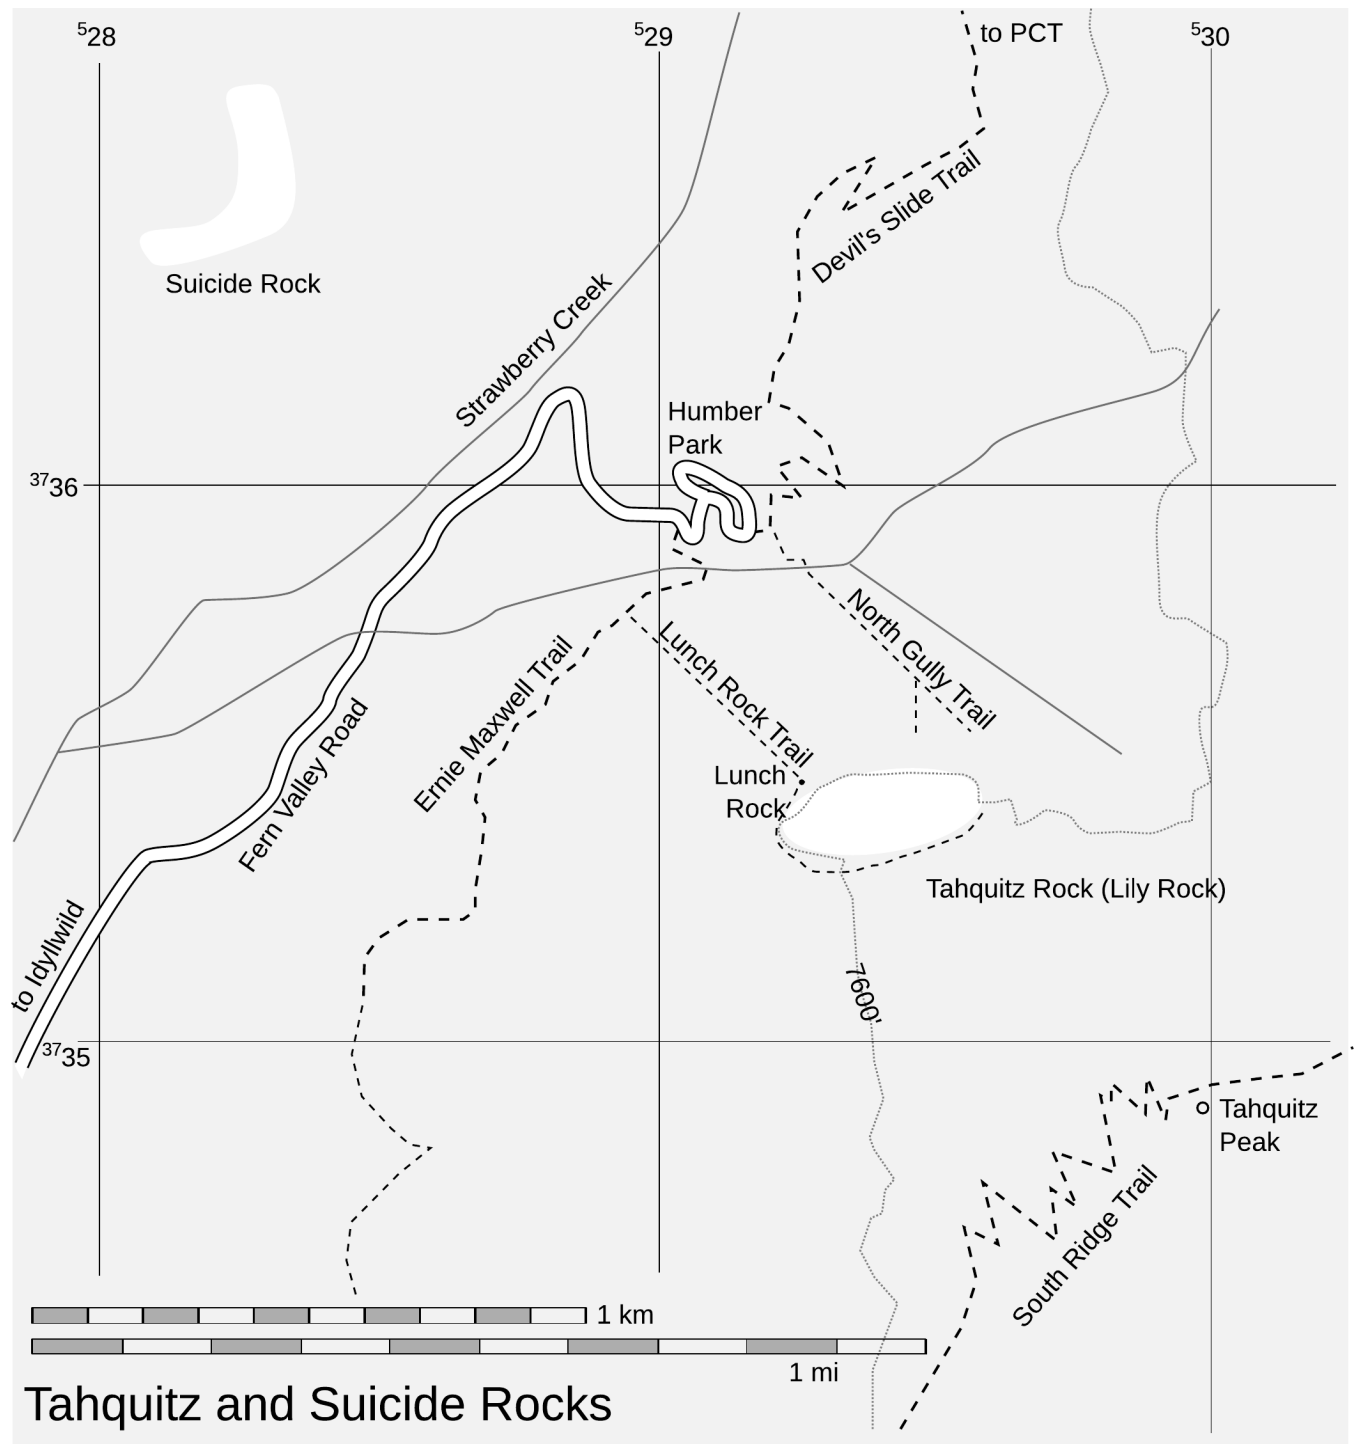 528
529
to PCT
530
Devil's Slide Trail
Suicide Rock
Strawberry Creek
Humber
Park
3736
North Gully Trail
Lunch Rock Trail
Ernie Maxwell Trail
Fern Valley Road
Lunch
Rock
Tahquitz Rock (Lily Rock)
to Idyllwild
7600'
3735
Tahquitz
Peak
South Ridge Trail
1 km
1 mi
Tahquitz and Suicide Rocks